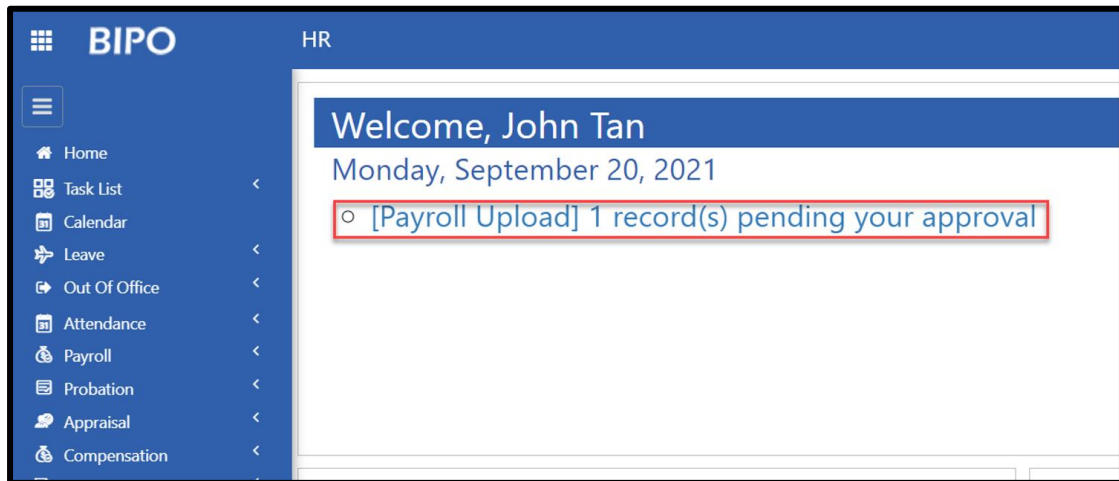 BIPO
HR
Home
Task List
Calendar
Leave
Out Of Office
Attendance
Payroll
Probation
Appraisal
Compensation
Welcome, John Tan
Monday, September 20, 2021
[Payroll Upload] 1 record(s) pending your approval